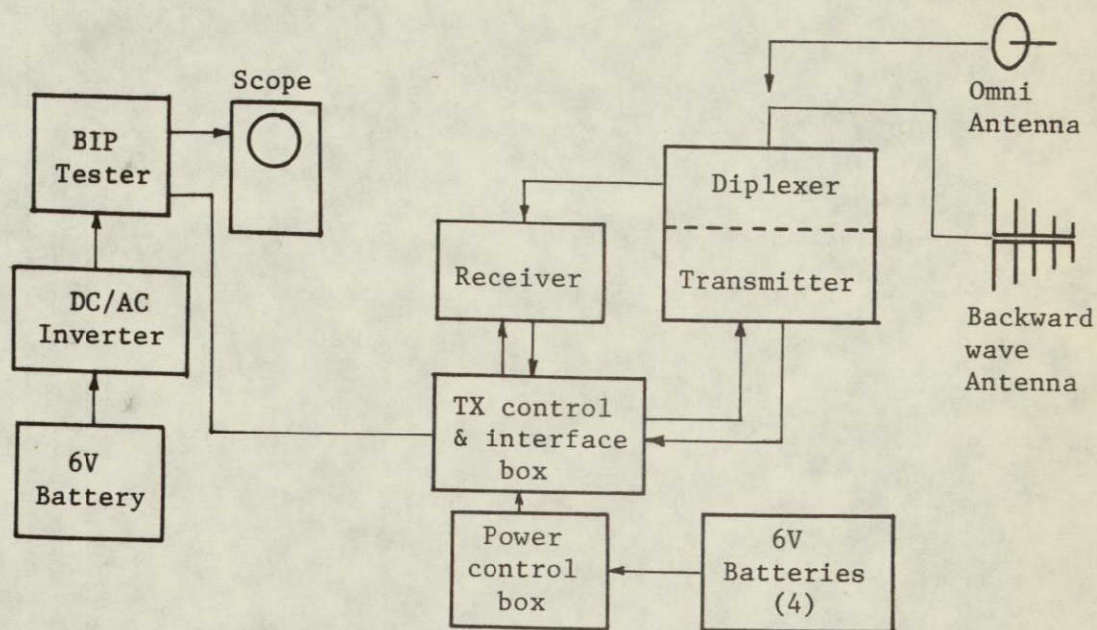 Scope
BIP
Tester
DC/AC
Inverter
6V
Battery
Omni
Antenna
Diplexer
Transmitter
Receiver
Backward
wave
Antenna
TX control
& interface
box
Power
control
box
6V
Batteries
(4)